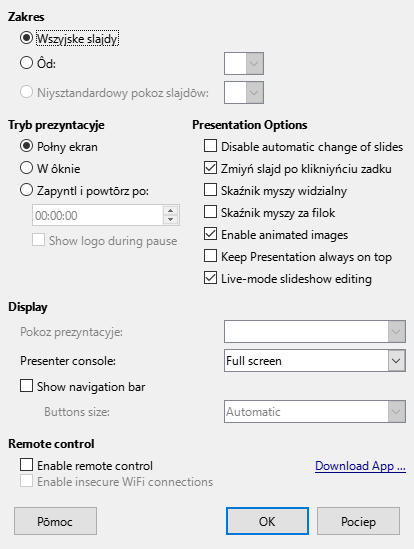 Zakres
Wszyjske slajdy
Ôd:
Niysztandardowy pokoz slajdōw:
Tryb prezyntacyje
Połny ekran
W ôknie
Zapyntl i powtōrz po:
00:00:00
Show logo during pause
Presentation Options
Disable automatic change of slides
Zmiyń slajd po klikniyńciu zadku
Skaźnik myszy widzialny
Skaźnik myszy za filok
Enable animated images
Keep Presentation always on top
Live-mode slideshow editing
Display
Pokoz prezyntacyje:
Presenter console: Full screen
Show navigation bar
Buttons size: Automatic
Remote control
Enable remote control Download App ...
Enable insecure WiFi connections
Pōmoc OK Pociep